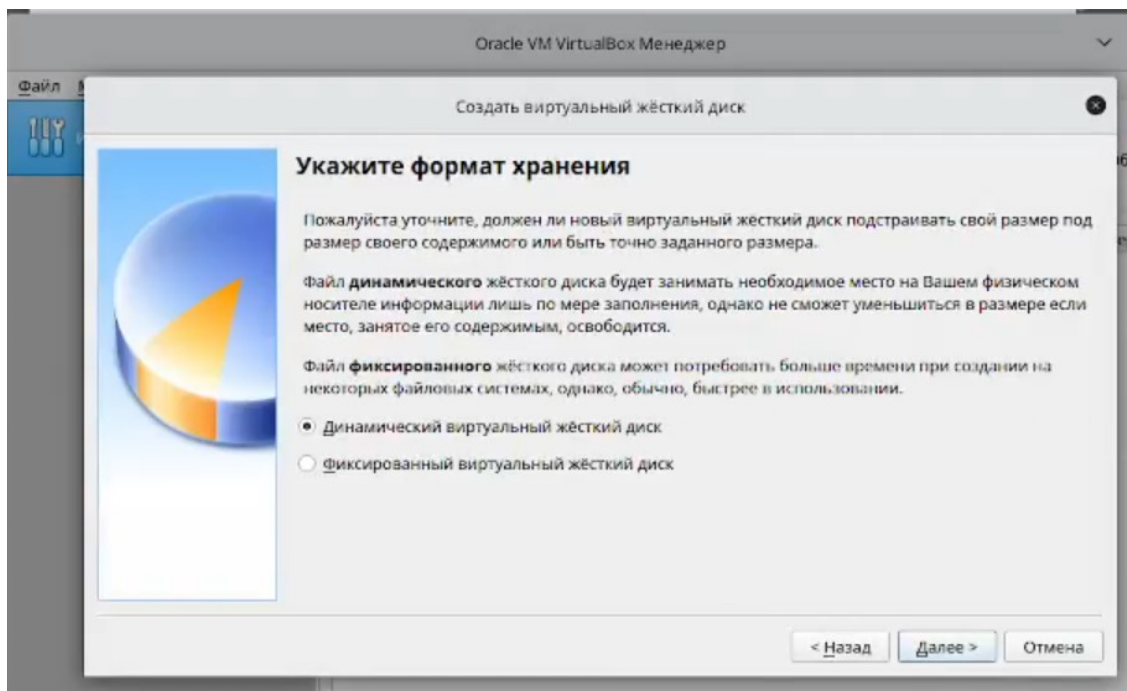 Oracle VM VirtualBox Менеджер
Файл
Создать виртуальный жёсткий диск
Укажите формат хранения
Пожалуйста уточните, должен ли новый виртуальный жёсткий диск подстраивать свой размер под
размер своего содержимого или быть точно заданного размера.
Файл динамического жёсткого диска будет занимать необходимое место на Вашем физическом
носителе информации лишь по мере заполнения, однако не сможет уменьшиться в размере если
место, занятое его содержимым, освободится.
Файл фиксированного жёсткого диска может потребовать больше времени при создании на
некоторых файловых системах, однако, обычно, быстрее в использовании.
Динамический виртуальный жёсткий диск
Фиксированный виртуальный жёсткий диск
< Назад
Далее >
Отмена